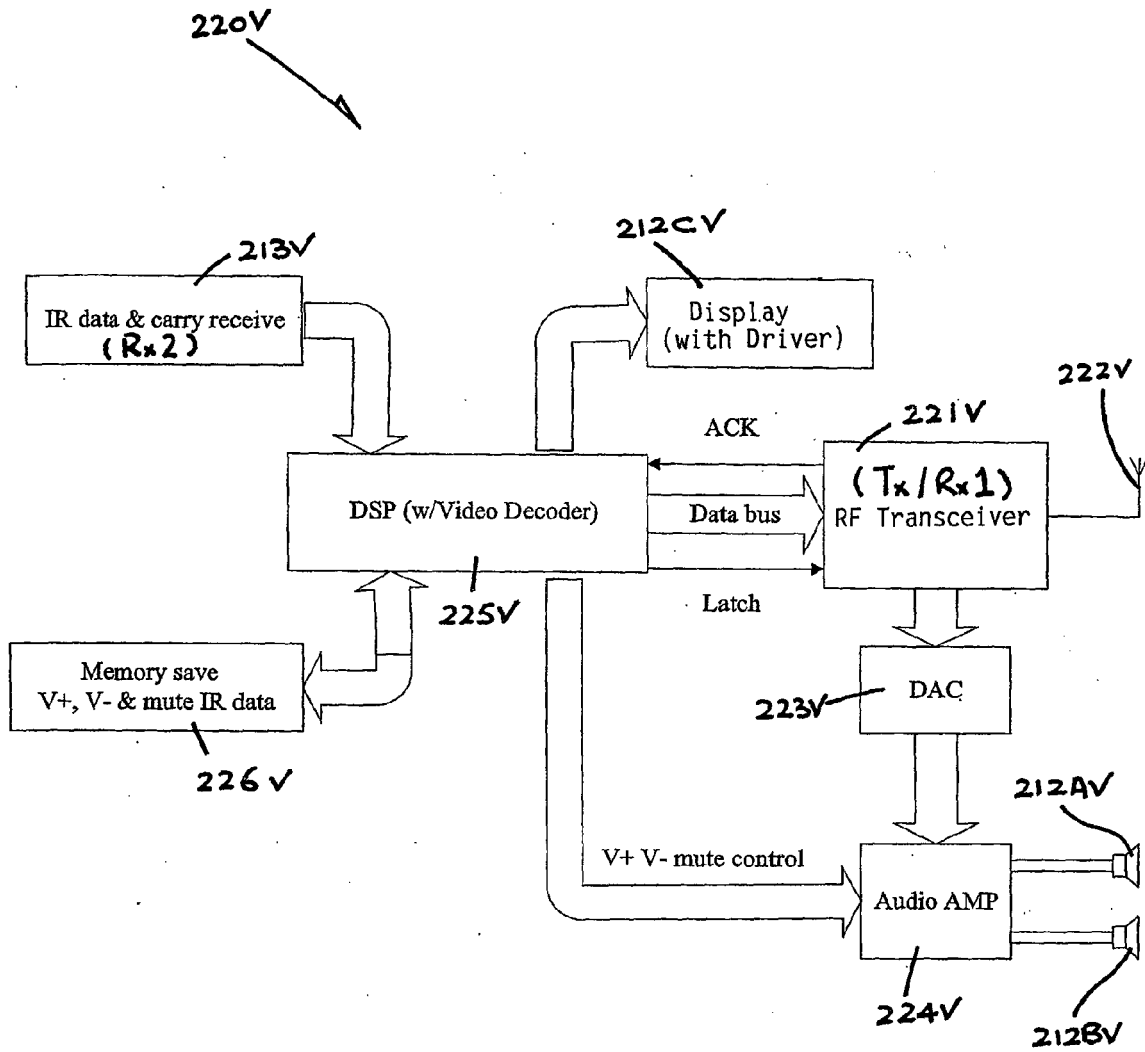 220V
213V
IR data & carry receive
(Rx2)
212CV
Display
(with Driver)
222V
221V
ACK
(Tx/Rx1)
RF Transceiver
DSP (w/Video Decoder)
Data bus
Latch
225V
Memory save
V+, V- & mute IR data
226V
DAC
223V
212AV
V+ V- mute control
Audio AMP
224V
212BV